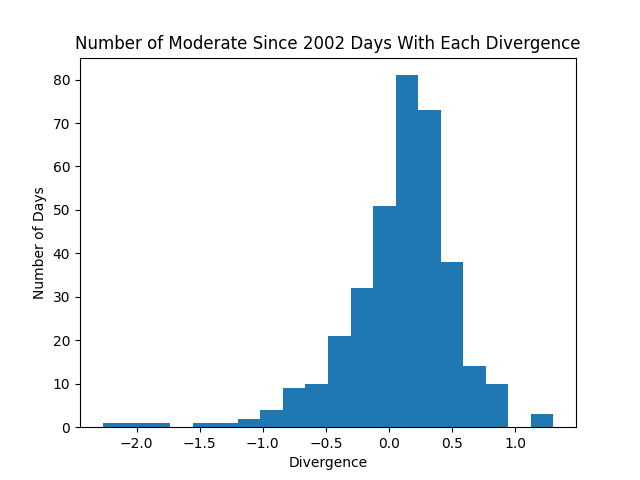 Number of Moderate Since 2002 Days With Each Divergence
Number of Days
80
70
60
50
40
30
20
10
0
−2.0 −1.5 −1.0 −0.5 0.0 0.5 1.0
Divergence